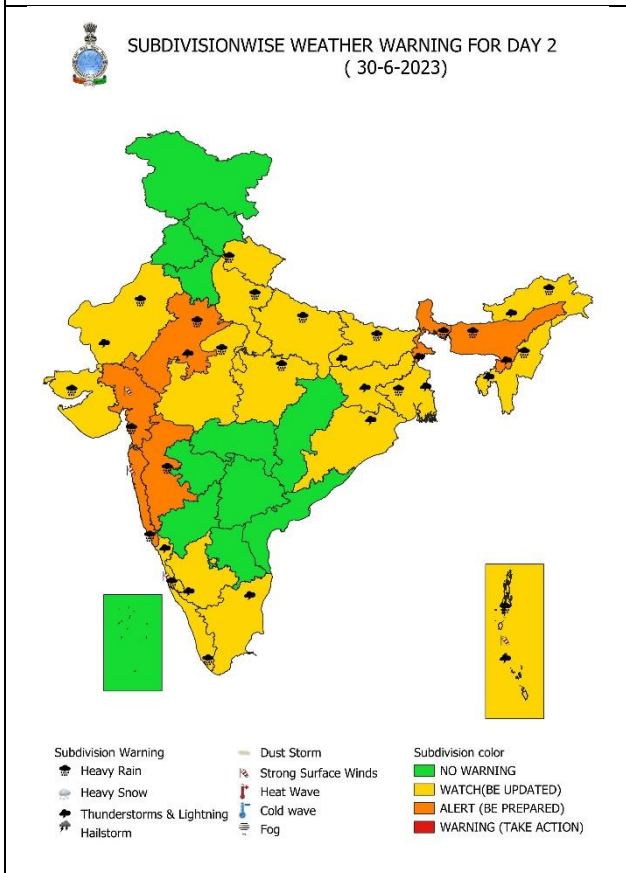 SUBDIVISIONWISE WEATHER WARNING FOR DAY 2
( 30-6-2023)
Subdivision Warning
Heavy Rain
Heavy Snow
Thunderstorms & Lightning
Hailstorm
Dust Storm
Strong Surface Winds
Heat Wave
Cold wave
Fog
Subdivision color
NO WARNING
WATCH(BE UPDATED)
ALERT (BE PREPARED)
WARNING (TAKE ACTION)